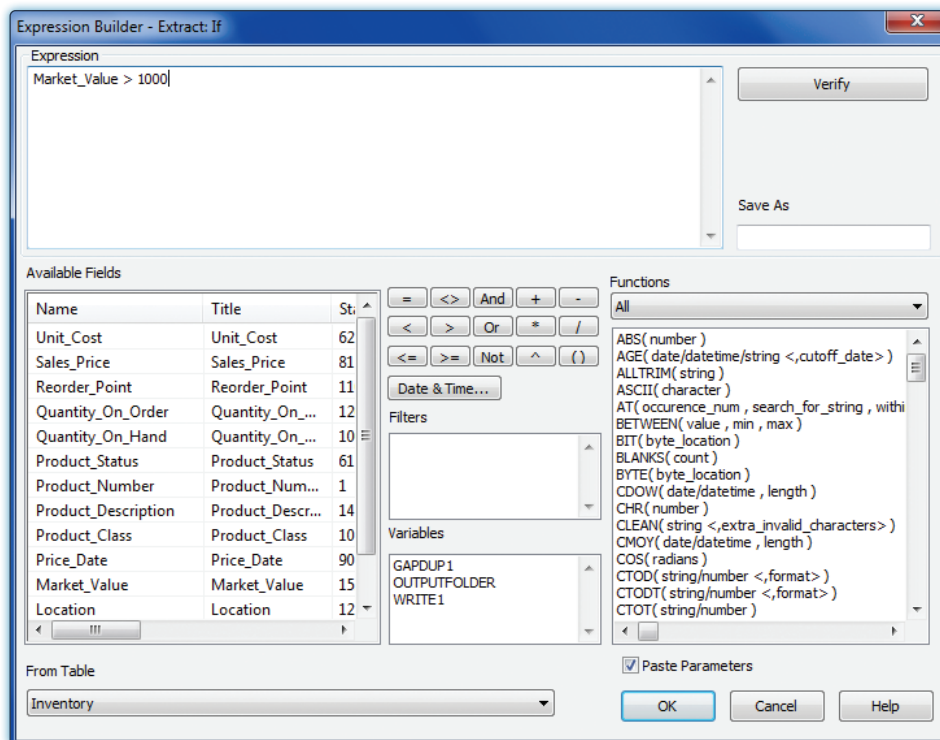 Expression Builder - Extract: If
Expression
Market_Value > 1000
Verify
Save As
Available Fields
Name Title Sta
Unit_Cost Unit_Cost 62
Sales_Price Sales_Price 81
Reorder_Point Reorder_Point 11
Quantity_On_Order Quantity_On_... 12
Quantity_On_Hand Quantity_On_... 10
Product_Status Product_Status 61
Product_Number Product_Num... 1
Product_Description Product_Descr... 14
Product_Class Product_Class 10
Price_Date Price_Date 90
Market_Value Market_Value 15
Location Location 12
= <> And + -
< > Or * /
<= >= Not ^ ( )
Date & Time...
Filters
Variables
GAPDUP1
OUTPUTFOLDER
WRITE1
Functions
All
ABS( number )
AGE( date/datetime/string <,cutoff_date> )
ALLTRIM( string )
ASCII( character )
AT( occurence_num , search_for_string , withi
BETWEEN( value , min , max )
BIT( byte_location )
BLANKS( count )
BYTE( byte_location )
CDOW( date/datetime , length )
CHR( number )
CLEAN( string <,extra_invalid_characters> )
CMOY( date/datetime , length )
COS( radians )
CTOD( string/number <,format> )
CTODT( string/number <,format> )
CTOT( string/number )
Paste Parameters
From Table
Inventory
OK Cancel Help